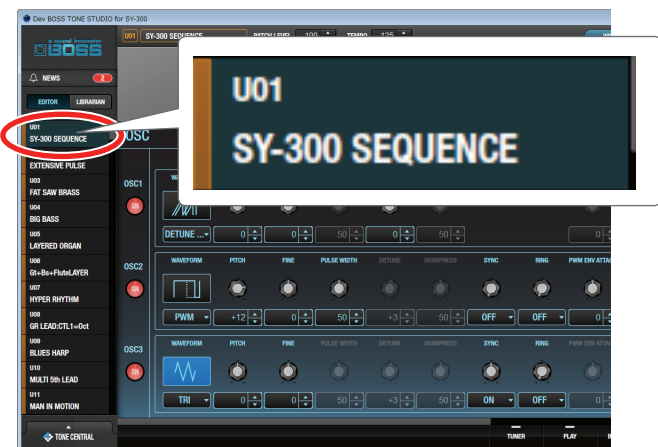 Dev BOSS TONE STUDIO for SY-300
a sound innovator
BOSS
U01 SY-300 SEQUENCE PATCH LEVEL 100 TEMPO 125
NEWS 2
EDITOR LIBRARIAN
U01
SY-300 SEQUENCE
EXTENSIVE PULSE
U03
FAT SAW BRASS
U04
BIG BASS
U05
LAYERED ORGAN
U06
Gt+Bs+FluteLAYER
U07
HYPER RHYTHM
U08
GR LEAD:CTL1=Oct
U09
BLUES HARP
U10
MULTI 5th LEAD
U11
MAN IN MOTION
TONE CENTRAL
U01
SY-300 SEQUENCE
OSC
OSC1
ON
DETUNE ... 0 0 50 0 50 0
OSC2
WAVEFORM PITCH FINE PULSE WIDTH DETUNE SHARPNESS SYNC RING PWM ENV ATTAC
ON
PWM +12 0 50 +3 50 OFF OFF 0
OSC3
WAVEFORM PITCH FINE PULSE WIDTH DETUNE SHARPNESS SYNC RING PWM ENV ATTAC
ON
TRI 0 0 50 +3 50 ON OFF 0
TUNER PLAY